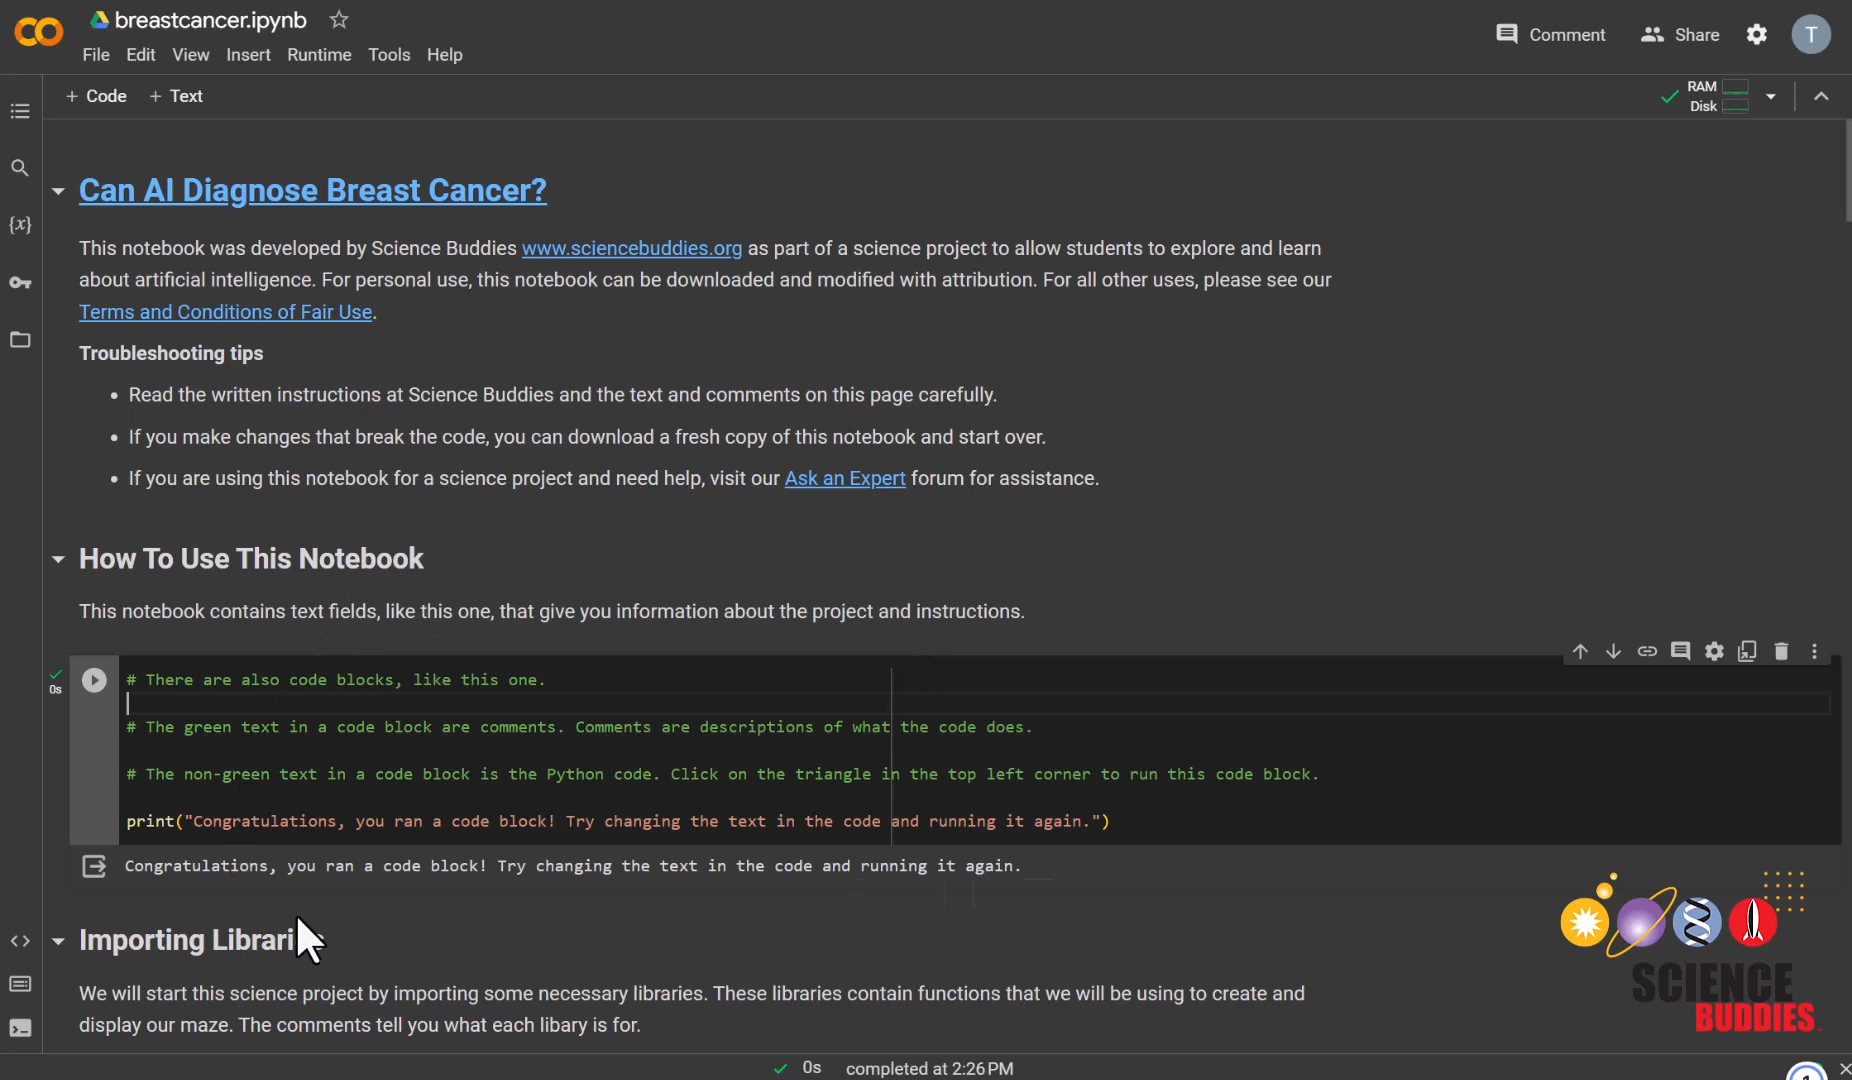 breastcancer.ipynb
Comment
Share
T
File Edit View Insert Runtime Tools Help
+ Code + Text
RAM
Disk
{x}
Can AI Diagnose Breast Cancer?
This notebook was developed by Science Buddies www.sciencebuddies.org as part of a science project to allow students to explore and learn
about artificial intelligence. For personal use, this notebook can be downloaded and modified with attribution. For all other uses, please see our
Terms and Conditions of Fair Use.
Troubleshooting tips
• Read the written instructions at Science Buddies and the text and comments on this page carefully.
• If you make changes that break the code, you can download a fresh copy of this notebook and start over.
• If you are using this notebook for a science project and need help, visit our Ask an Expert forum for assistance.
How To Use This Notebook
This notebook contains text fields, like this one, that give you information about the project and instructions.
0s
# There are also code blocks, like this one.
# The green text in a code block are comments. Comments are descriptions of what the code does.
# The non-green text in a code block is the Python code. Click on the triangle in the top left corner to run this code block.
print("Congratulations, you ran a code block! Try changing the text in the code and running it again.")
Congratulations, you ran a code block! Try changing the text in the code and running it again.
Importing
We will start this science project by importing some necessary libraries. These libraries contain functions that we will be using to create and
display our maze. The comments tell you what each libary is for.
SCIENCE
BUDDIES
0s completed at 2:26 PM